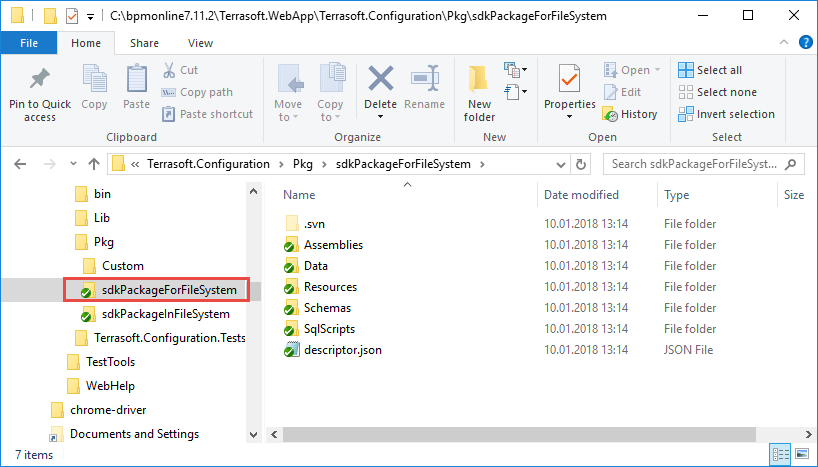 C:\bpmonline7.11.2\Terrasoft.WebApp\Terrasoft.Configuration\Pkg\sdkPackageForFileSystem
File Home Share View
Pin to Quick access
Copy
Paste
Cut
Copy path
Paste shortcut
Clipboard
Move to
Copy to
Delete
Rename
Organize
New folder
New
Properties
Open
Edit
History
Open
Select all
Select none
Invert selection
Select
« Terrasoft.Configuration > Pkg > sdkPackageForFileSystem >
Search sdkPackageForFileSyst...
bin
Lib
Pkg
Custom
sdkPackageForFileSystem
sdkPackageInFileSystem
Terrasoft.Configuration.Tests
TestTools
WebHelp
chrome-driver
Documents and Settings
Name Date modified Type Size
.svn 10.01.2018 13:14 File folder
Assemblies 10.01.2018 13:14 File folder
Data 10.01.2018 13:14 File folder
Resources 10.01.2018 13:14 File folder
Schemas 10.01.2018 13:14 File folder
SqlScripts 10.01.2018 13:14 File folder
descriptor.json 10.01.2018 13:14 JSON File
7 items